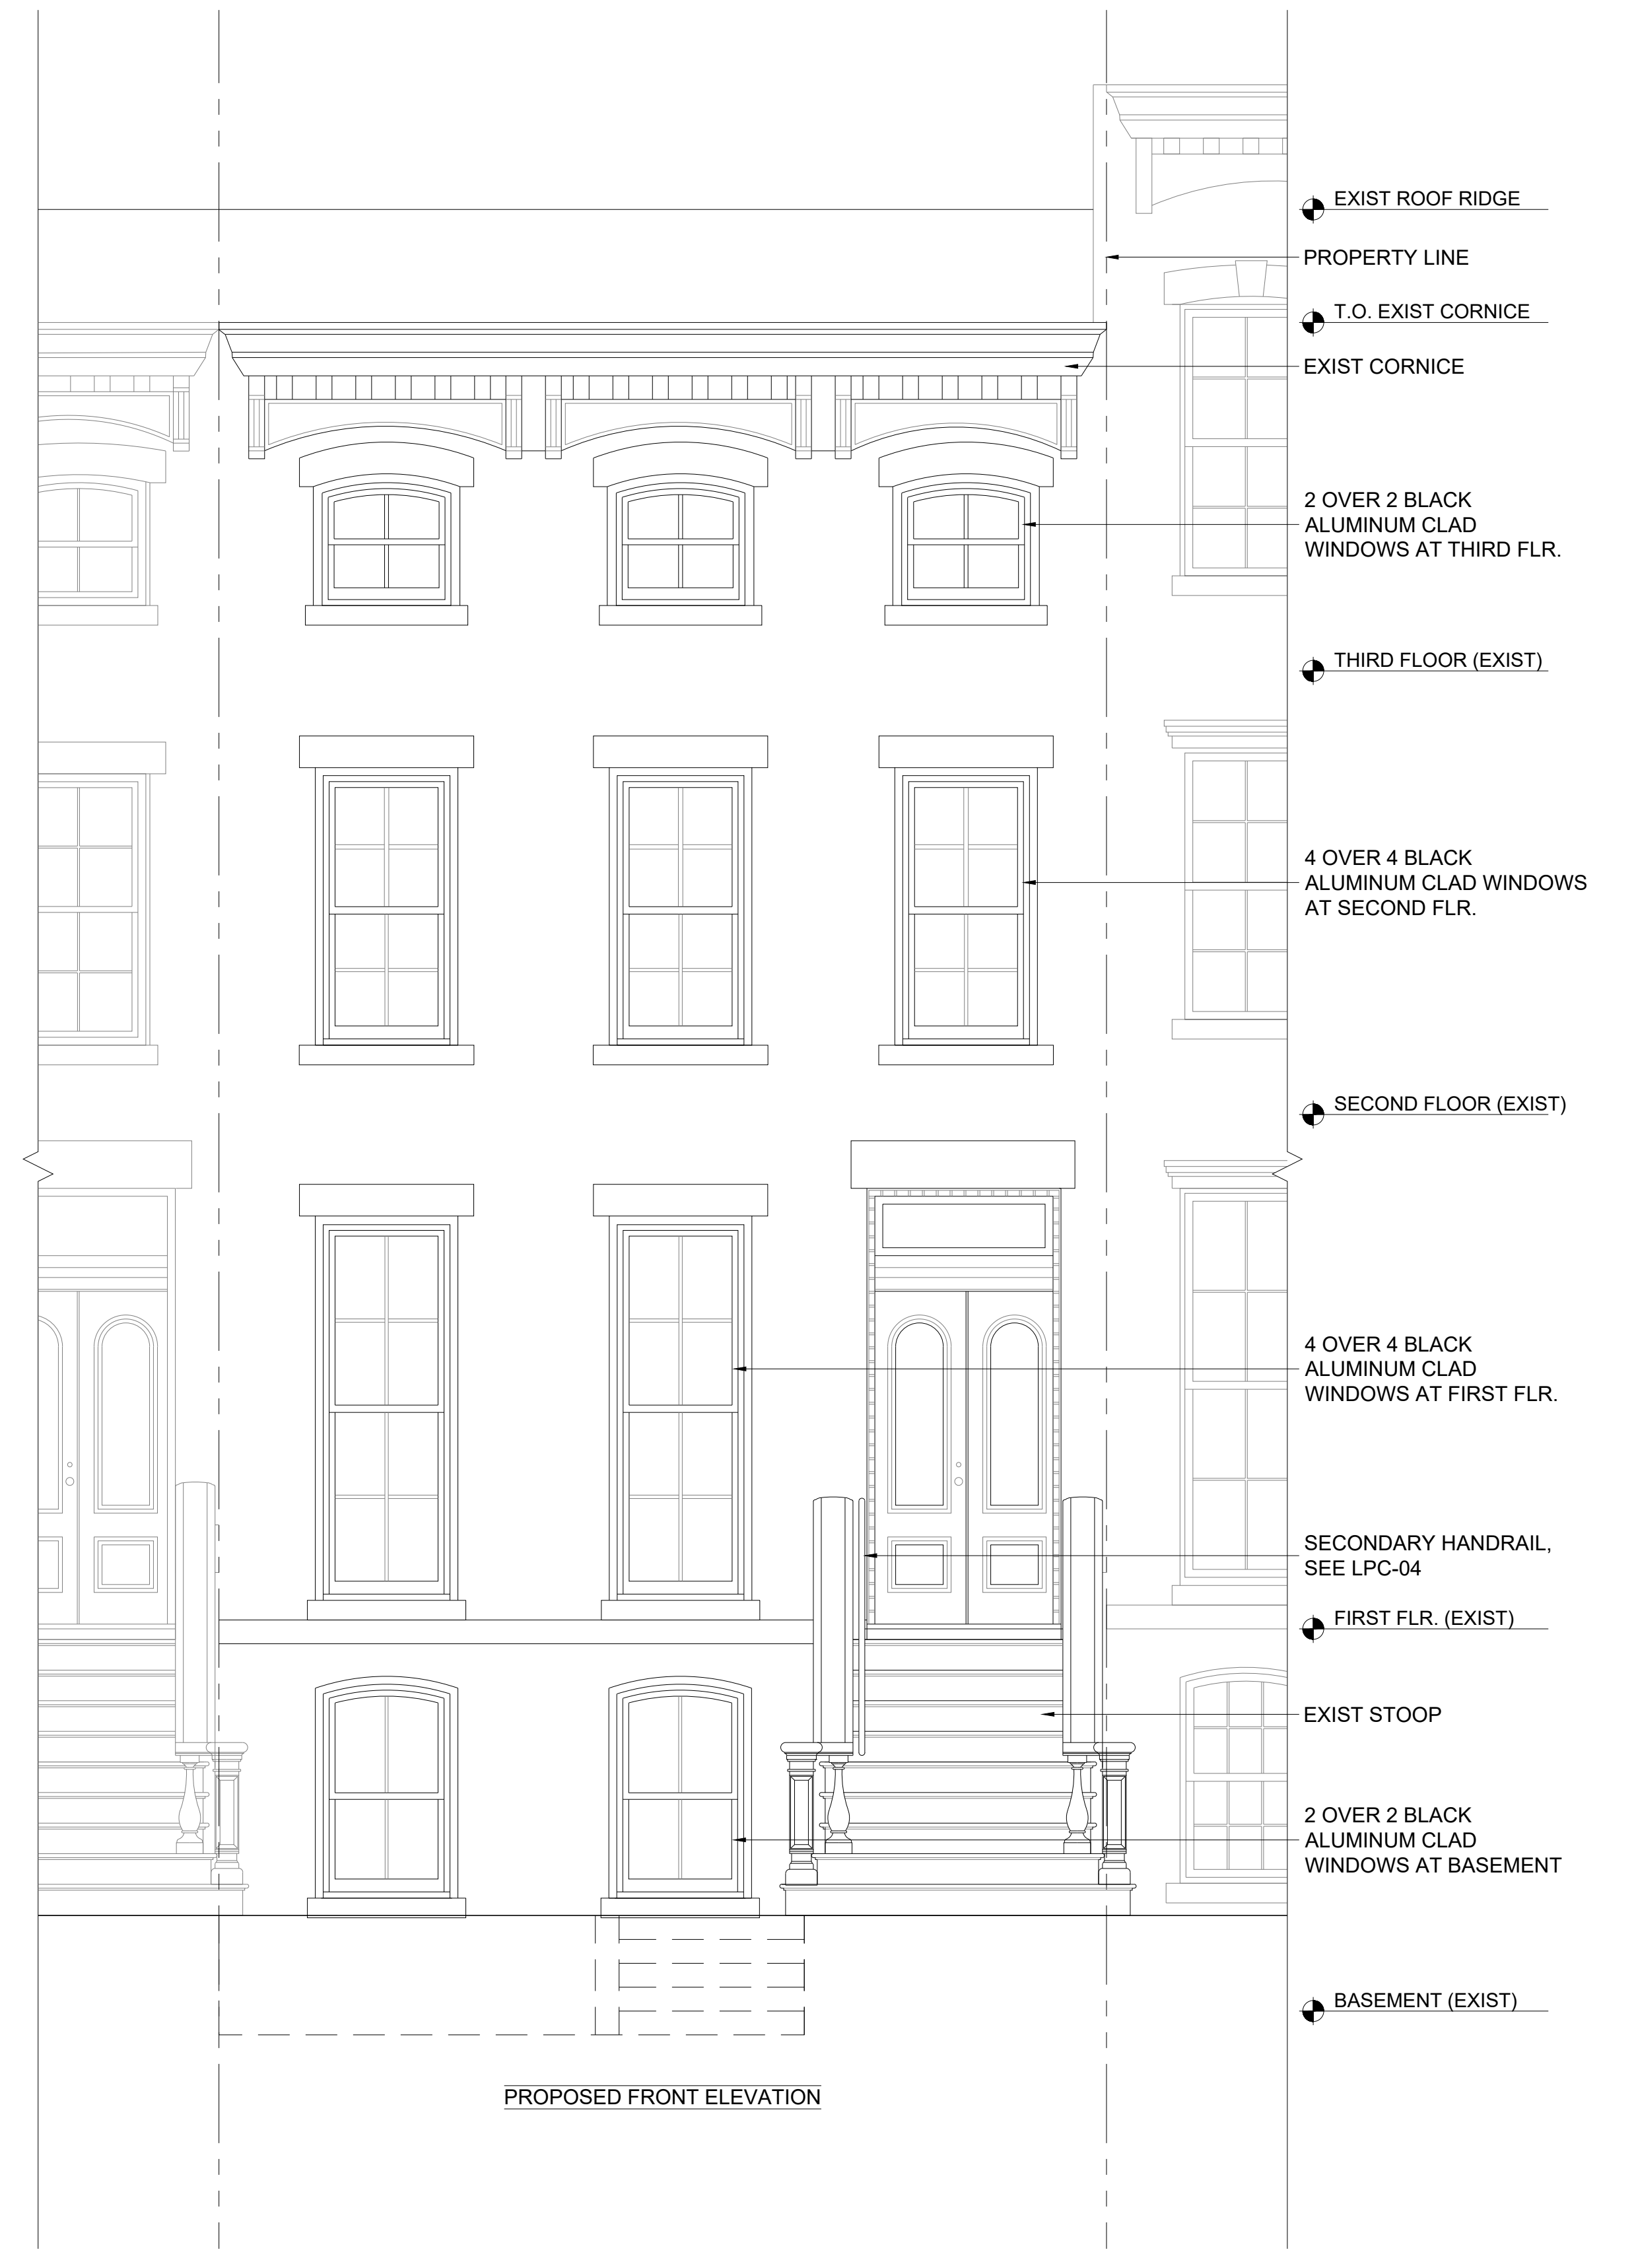 EXIST ROOF RIDGE
PROPERTY LINE
T.O. EXIST CORNICE
EXIST CORNICE
2 OVER 2 BLACK
ALUMINUM CLAD
WINDOWS AT THIRD FLR.
THIRD FLOOR (EXIST)
4 OVER 4 BLACK
ALUMINUM CLAD WINDOWS
AT SECOND FLR.
SECOND FLOOR (EXIST)
4 OVER 4 BLACK
ALUMINUM CLAD
WINDOWS AT FIRST FLR.
SECONDARY HANDRAIL,
SEE LPC-04
FIRST FLR. (EXIST)
EXIST STOOP
2 OVER 2 BLACK
ALUMINUM CLAD
WINDOWS AT BASEMENT
BASEMENT (EXIST)
PROPOSED FRONT ELEVATION